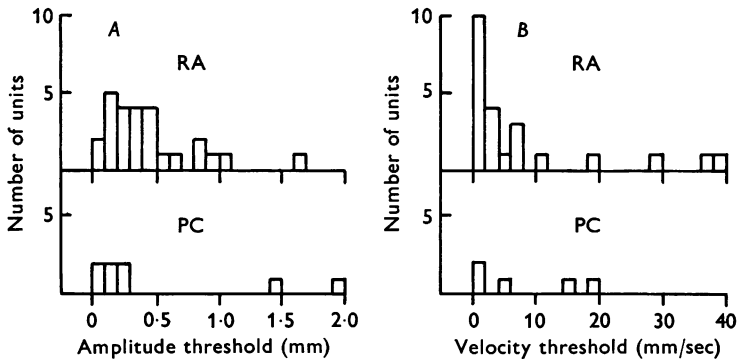 A
RA
10
5
Number of units
PC
5
0 0·5 1·0 1·5 2·0
Amplitude threshold (mm)
B
RA
10
5
Number of units
PC
5
0 10 20 30 40
Velocity threshold (mm/sec)